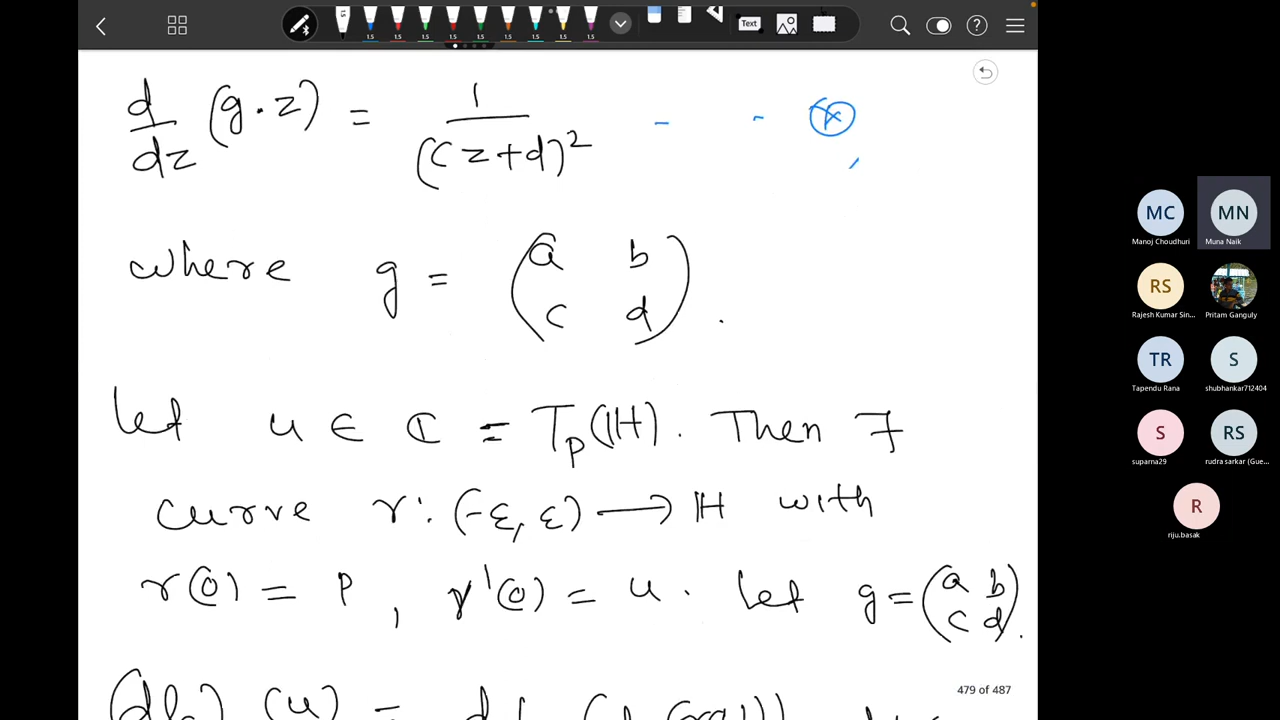 Text
d/dz (g·z) = 1/(cz+d)² - - ⊛
where g = (a b
c d).
Let u ∈ ℂ = Tₚ(ℍ). Then ∃
curve γ: (-ε, ε) ⟶ ℍ with
γ(0) = p, γ'(0) = u. Let g = (a b
c d).
(u) =
479 of 487
MC
Manoj Choudhuri
MN
Muna Naik
RS
Rajesh Kumar Sin...
Pritam Ganguly
TR
Tapendu Rana
S
shubhankar712404
S
suparna29
RS
rudra sarkar (Gue...
R
riju.basak